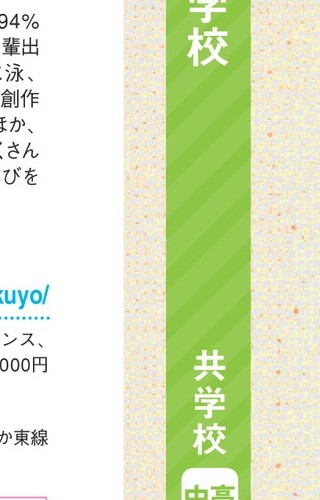 94%
輩出
泳、
創作
ほか、
くさん
びを
kuyo/
ンス、
000円
か東線
学校
共学校
中高